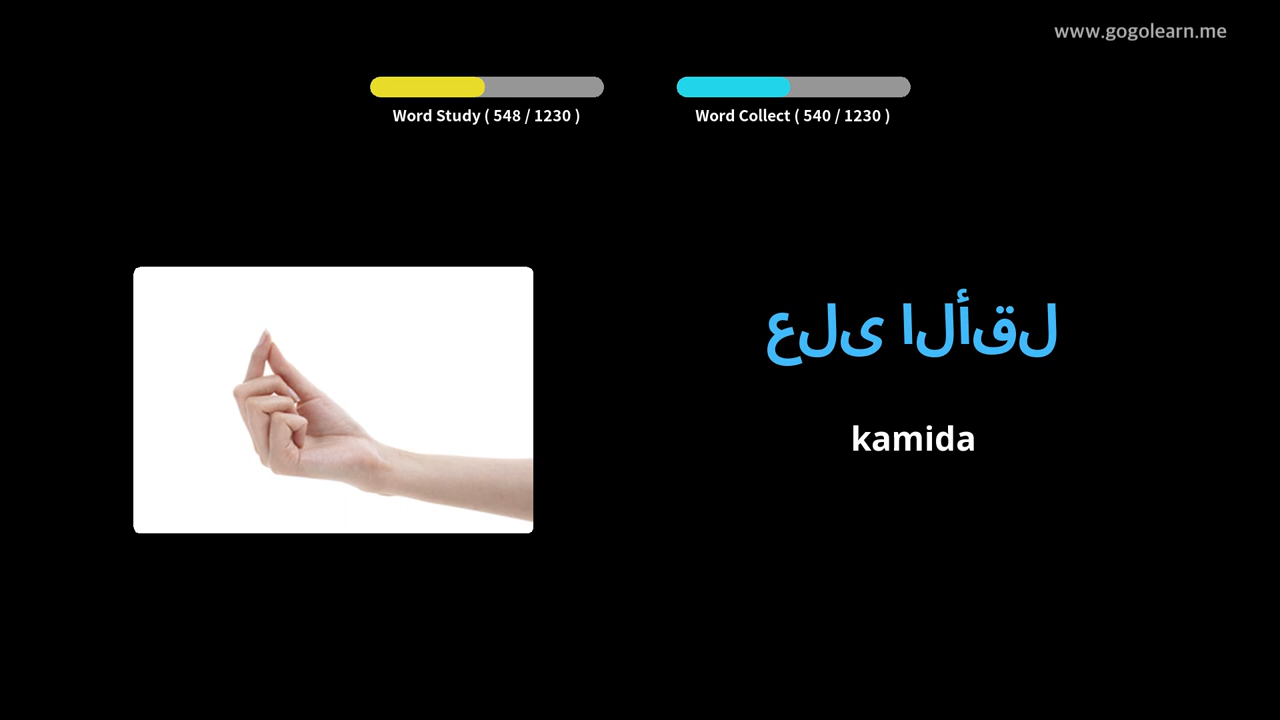 www.gogolearn.me
Word Study ( 548 / 1230 )
Word Collect ( 540 / 1230 )
على الأقل
kamida